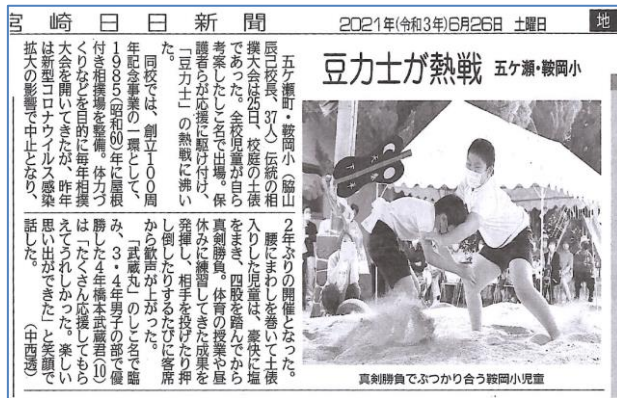 宮崎日日新聞 2021年(令和3年)6月26日 土曜日 地
豆力士が熱戦 五ケ瀬・鞍岡小
五ケ瀬町・鞍岡小(脇山
辰己校長、37人)伝統の相
撲大会は25日、校庭の土俵
であった。全校児童が自ら
考案したしこ名で出場。保
護者らが応援に駆け付け、
「豆力士」の熱戦に沸い
た。
同校では、創立100周
年記念事業の一環として、
1985(昭和60)年に屋根
付き相撲場を整備。体力づ
くりなどを目的に毎年相撲
大会を開いてきたが、昨年
は新型コロナウイルス感染
拡大の影響で中止となり、
2年ぶりの開催となった。
腰にまわしを巻いて土俵
入りした児童は、豪快に塩
をまき、四股を踏んでから
真剣勝負。体育の授業や昼
休みに練習してきた成果を
発揮し、相手を投げたり押
し倒したりするたびに客席
から歓声が上がった。
「武蔵丸」のしこ名で臨
み、3・4年男子の部で優
勝した4年橋本武蔵君(10)
は「たくさん応援してもら
えてうれしかった。楽しい
思い出ができた」と笑顔で
話した。 (中西透)
真剣勝負でぶつかり合う鞍岡小児童